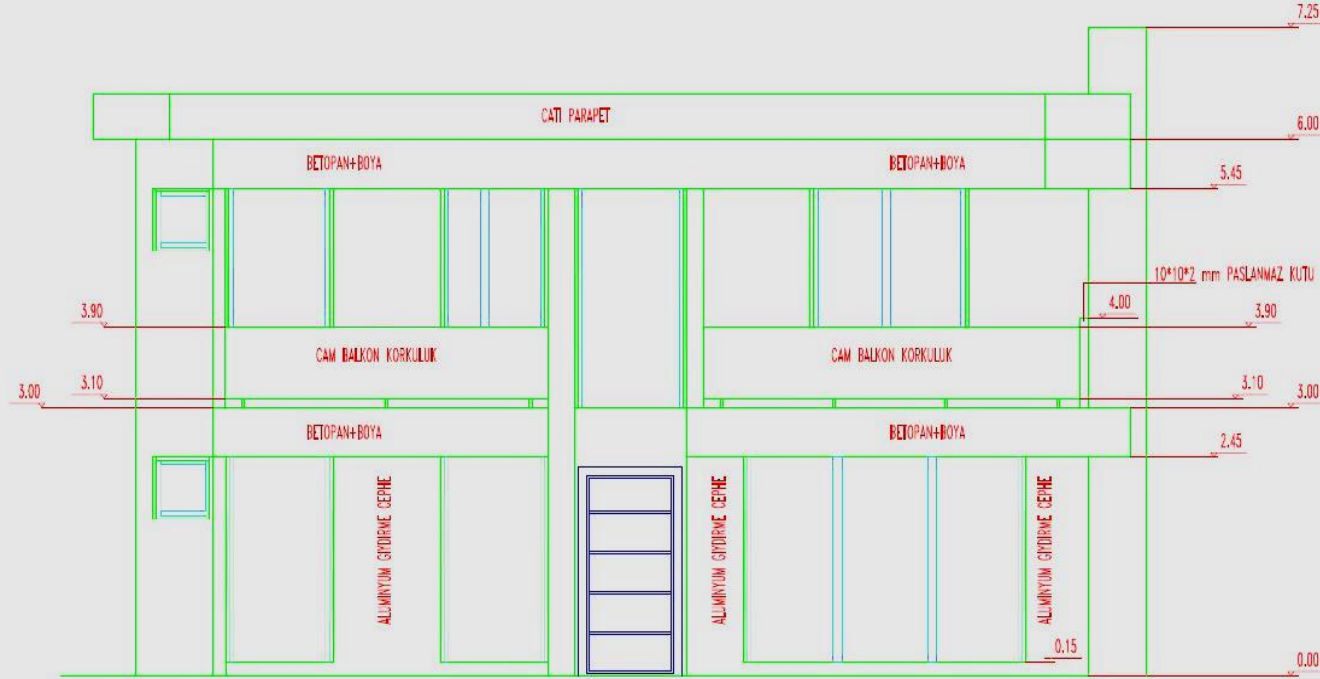 7.25
CATI PARAPET
6.00
BETOPAN+BOYA
BETOPAN+BOYA
5.45
10*10*2 mm PASLANMAZ KUTU
4.00
3.90
3.90
CAM BALKON KORKULUK
CAM BALKON KORKULUK
3.10
3.10
3.00
3.00
BETOPAN+BOYA
BETOPAN+BOYA
2.45
ALUMINYUM GIYDIRME CEPHE
ALUMINYUM GIYDIRME CEPHE
ALUMINYUM GIYDIRME CEPHE
0.15
0.00